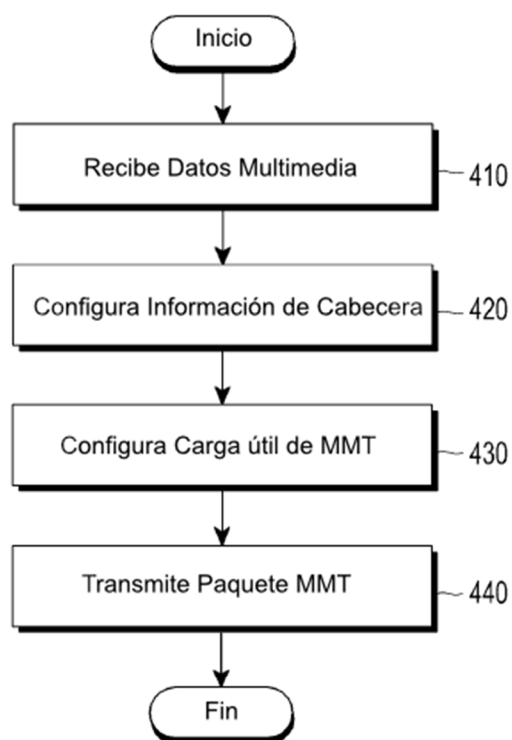 Inicio
Recibe Datos Multimedia
410
Configura Información de Cabecera
420
Configura Carga útil de MMT
430
Transmite Paquete MMT
440
Fin